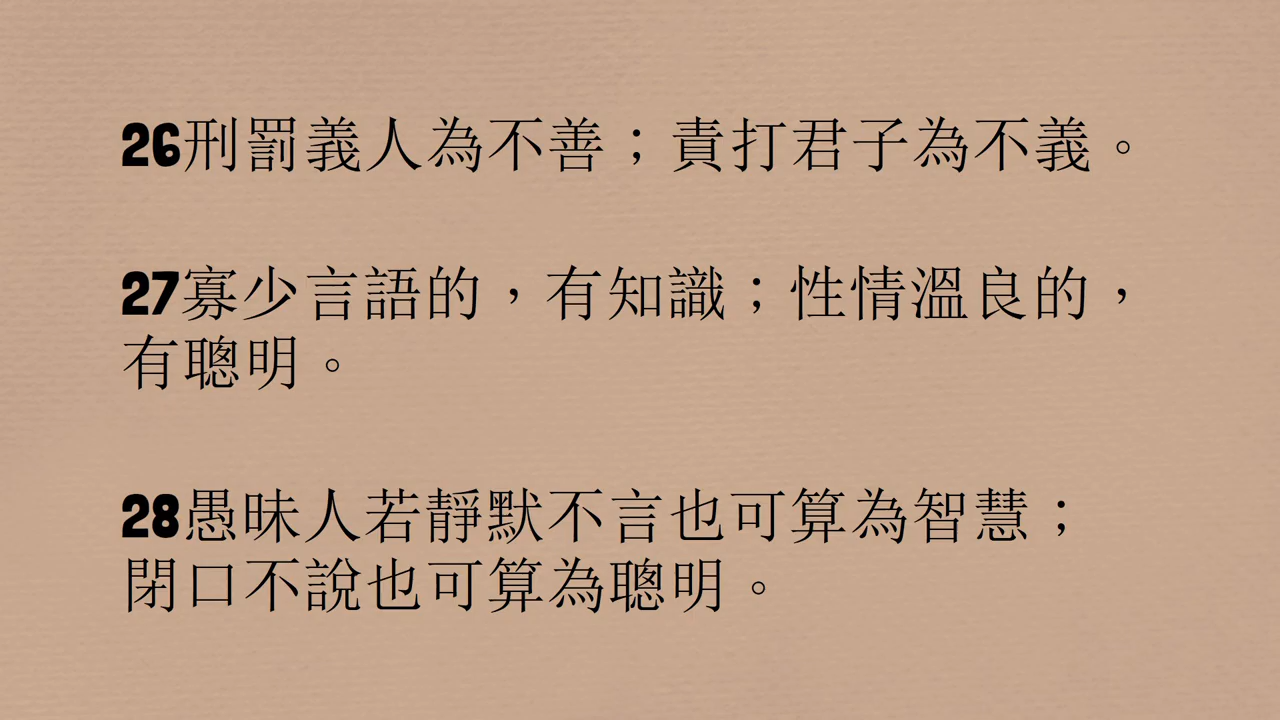 26刑罰義人為不善；責打君子為不義。
27寡少言語的，有知識；性情溫良的，
有聰明。
28愚昧人若靜默不言也可算為智慧；
閉口不說也可算為聰明。